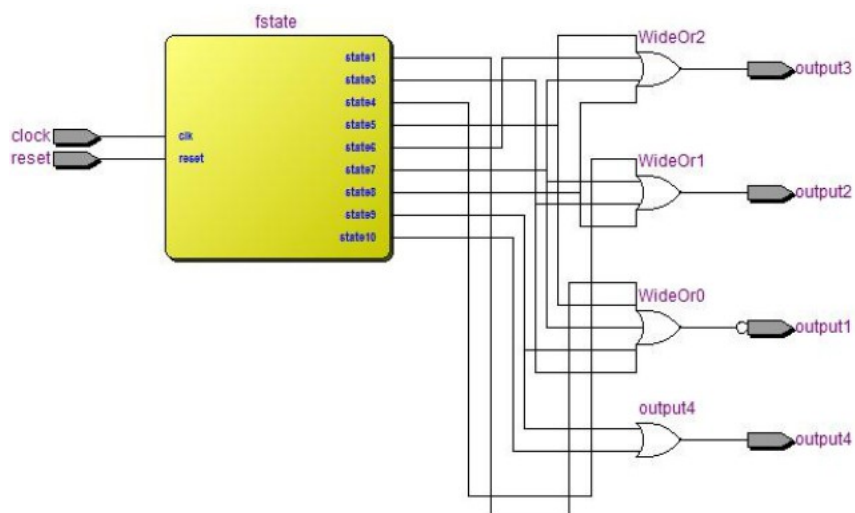 fstate
state1
state3
state4
state5
state6
state7
state8
state9
state10
clock
clk
reset
reset
WideOr2
output3
WideOr1
output2
WideOr0
output1
output4
output4